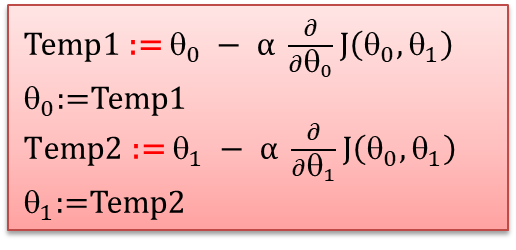 Temp1 := θ₀ − α ∂/∂θ₀ J(θ₀,θ₁)
θ₀:=Temp1
Temp2 := θ₁ − α ∂/∂θ₁ J(θ₀,θ₁)
θ₁:=Temp2